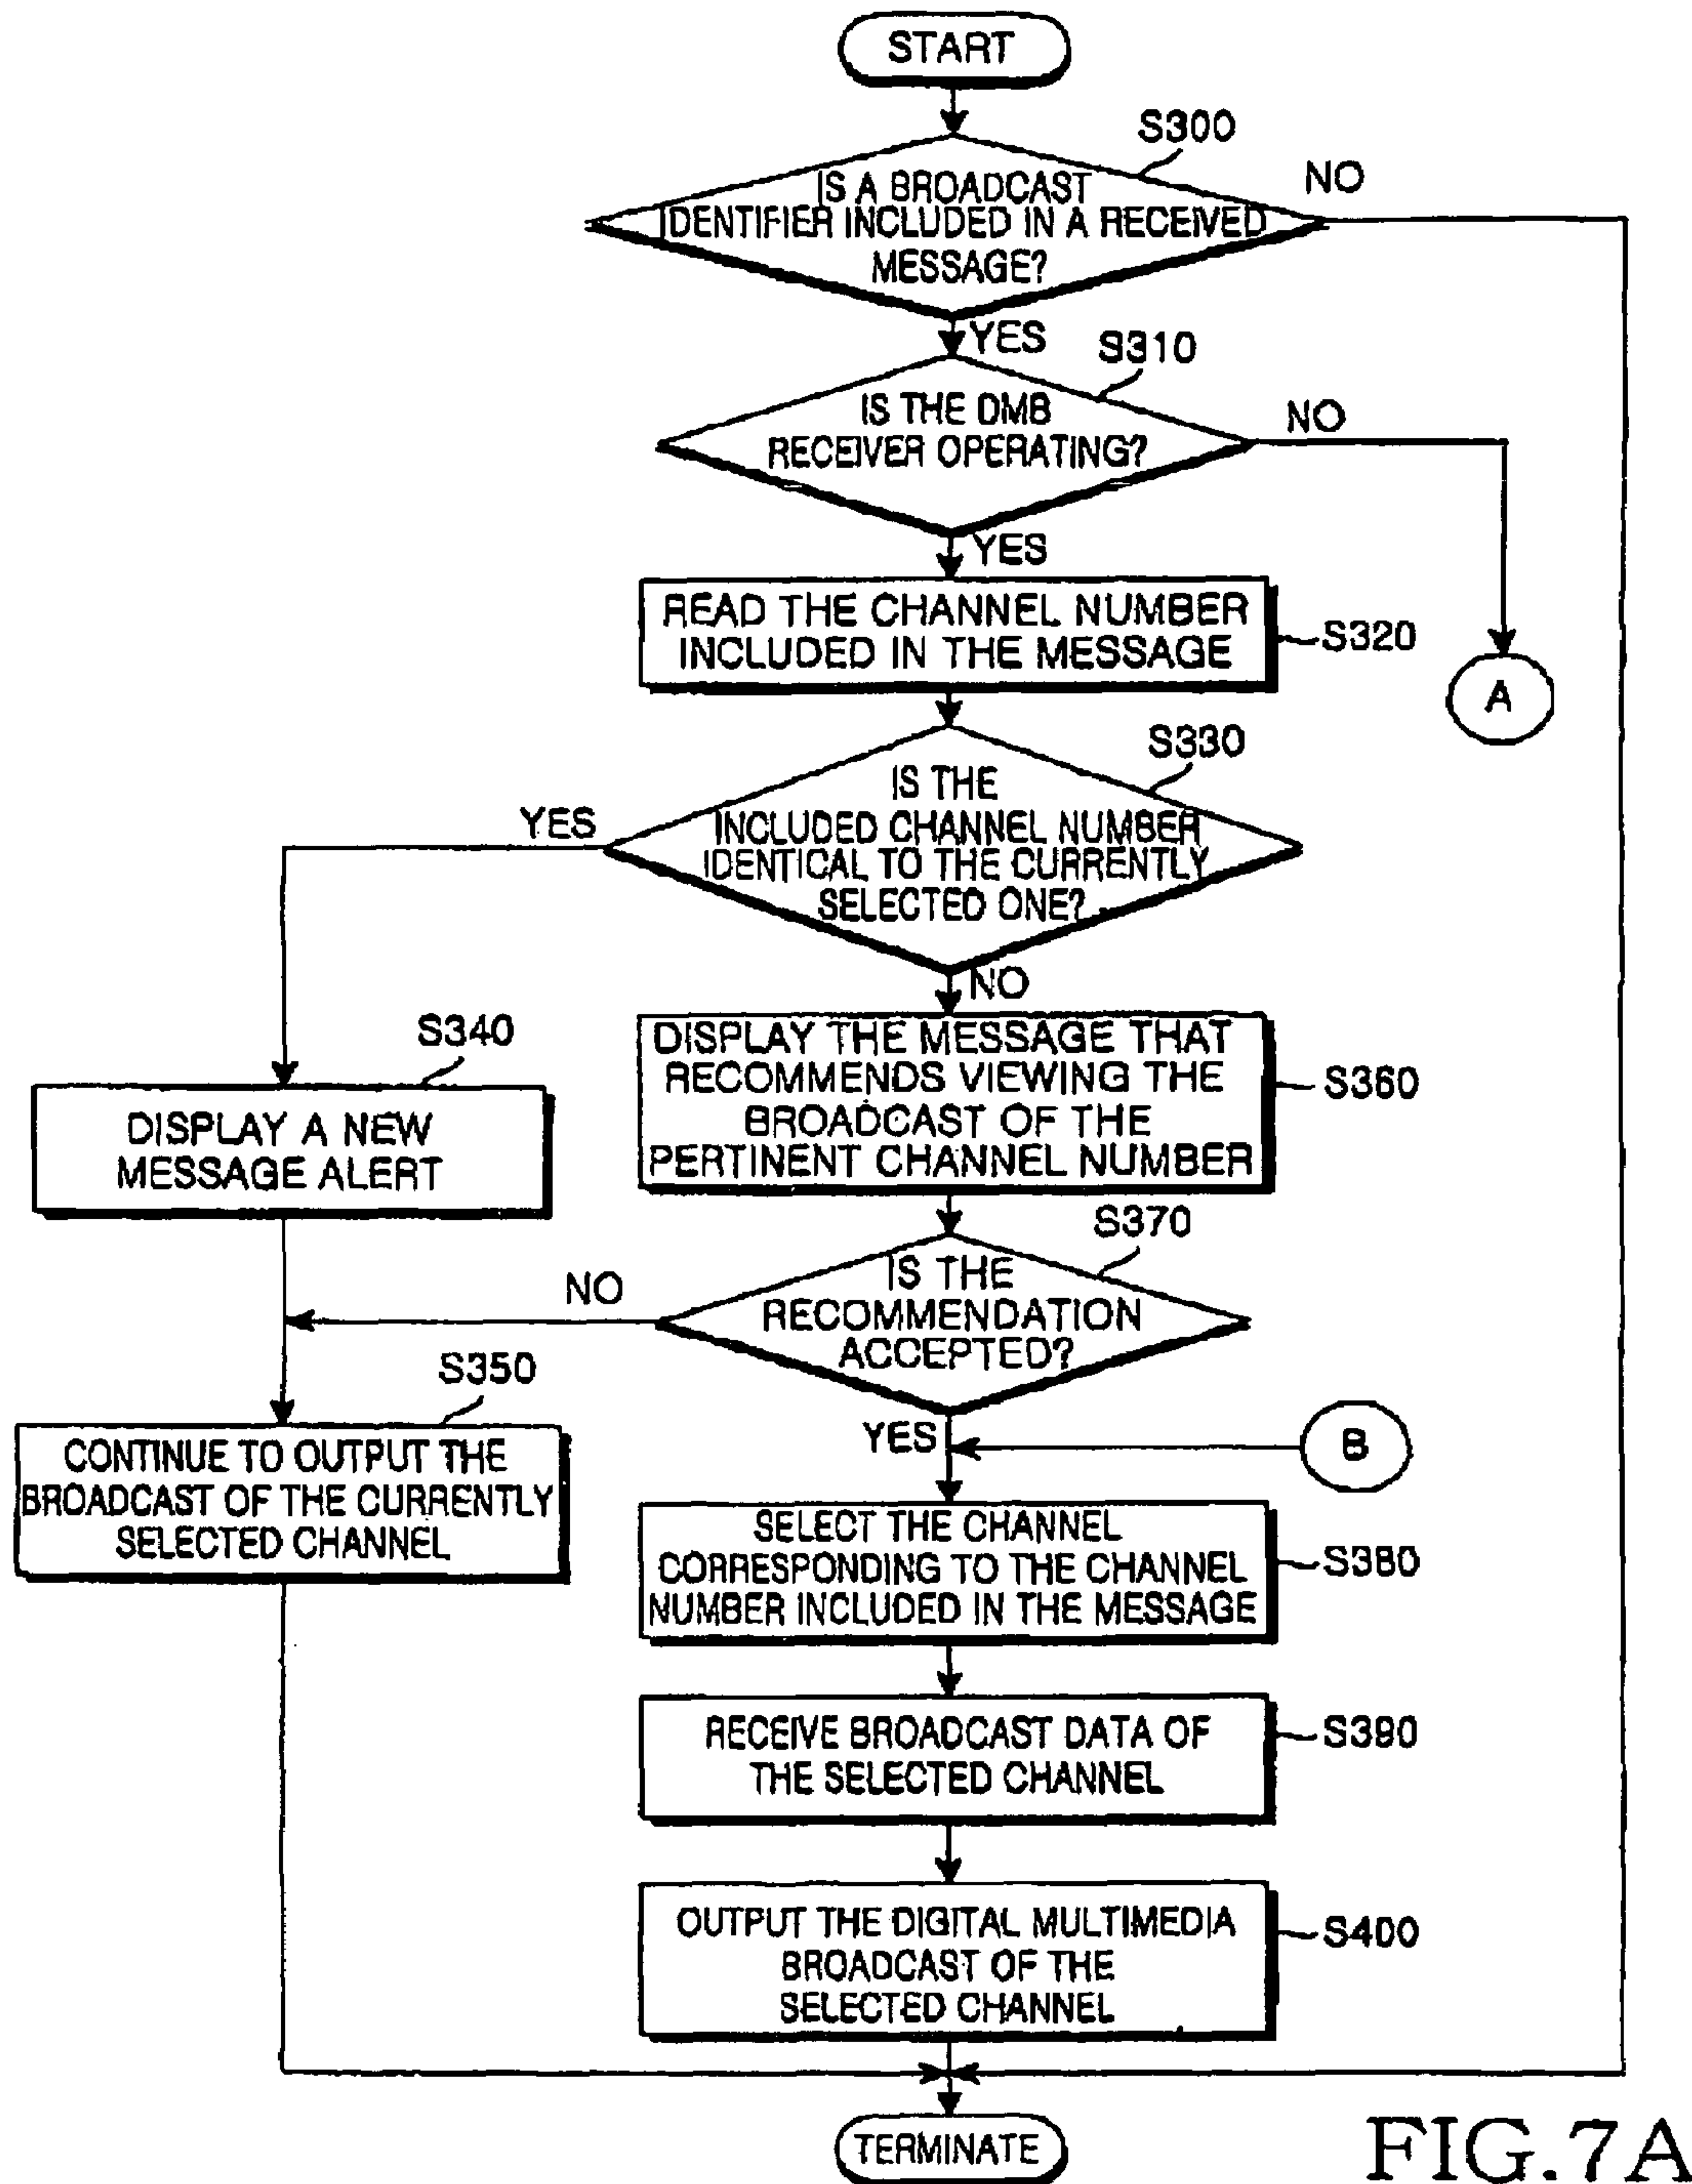 START
S300
NO
IS A BROADCAST
IDENTIFIER INCLUDED IN A RECEIVED
MESSAGE?
YES
S310
IS THE DMB
RECEIVER OPERATING?
NO
YES
READ THE CHANNEL NUMBER
INCLUDED IN THE MESSAGE
S320
A
S330
IS THE
INCLUDED CHANNEL NUMBER
IDENTICAL TO THE CURRENTLY
SELECTED ONE?
YES
NO
S340
DISPLAY A NEW
MESSAGE ALERT
DISPLAY THE MESSAGE THAT
RECOMMENDS VIEWING THE
BROADCAST OF THE
PERTINENT CHANNEL NUMBER
S360
S370
IS THE
RECOMMENDATION
ACCEPTED?
NO
S350
CONTINUE TO OUTPUT THE
BROADCAST OF THE CURRENTLY
SELECTED CHANNEL
YES
B
SELECT THE CHANNEL
CORRESPONDING TO THE CHANNEL
NUMBER INCLUDED IN THE MESSAGE
S380
RECEIVE BROADCAST DATA OF
THE SELECTED CHANNEL
S390
OUTPUT THE DIGITAL MULTIMEDIA
BROADCAST OF THE
SELECTED CHANNEL
S400
TERMINATE
FIG.7A